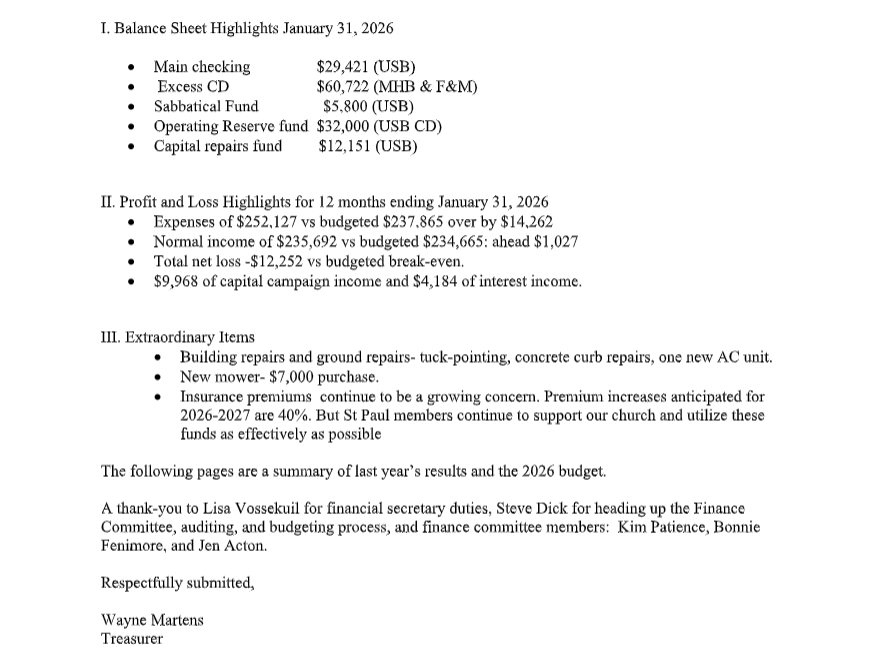 I. Balance Sheet Highlights January 31, 2026
• Main checking $29,421 (USB)
• Excess CD $60,722 (MHB & F&M)
• Sabbatical Fund $5,800 (USB)
• Operating Reserve fund $32,000 (USB CD)
• Capital repairs fund $12,151 (USB)
II. Profit and Loss Highlights for 12 months ending January 31, 2026
• Expenses of $252,127 vs budgeted $237,865 over by $14,262
• Normal income of $235,692 vs budgeted $234,665: ahead $1,027
• Total net loss -$12,252 vs budgeted break-even.
• $9,968 of capital campaign income and $4,184 of interest income.
III. Extraordinary Items
• Building repairs and ground repairs- tuck-pointing, concrete curb repairs, one new AC unit.
• New mower- $7,000 purchase.
• Insurance premiums continue to be a growing concern. Premium increases anticipated for
2026-2027 are 40%. But St Paul members continue to support our church and utilize these
funds as effectively as possible
The following pages are a summary of last year's results and the 2026 budget.
A thank-you to Lisa Vossekuil for financial secretary duties, Steve Dick for heading up the Finance
Committee, auditing, and budgeting process, and finance committee members: Kim Patience, Bonnie
Fenimore, and Jen Acton.
Respectfully submitted,
Wayne Martens
Treasurer